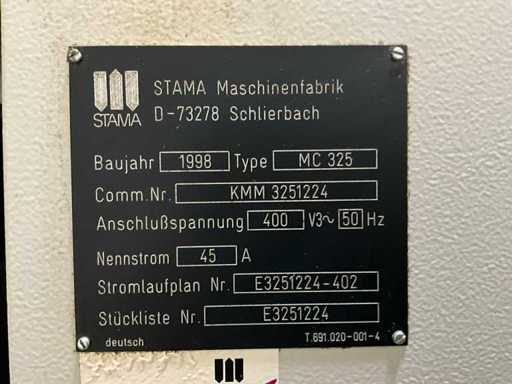 STAMA Maschinenfabrik
STAMA D-73278 Schlierbach
Baujahr 1998 Type MC 325
Comm.Nr. KMM 3251224
Anschlußspannung 400 V3~ 50 Hz
Nennstrom 45 A
Stromlaufplan Nr. E3251224-402
Stückliste Nr. E3251224
deutsch T.691.020-001-4